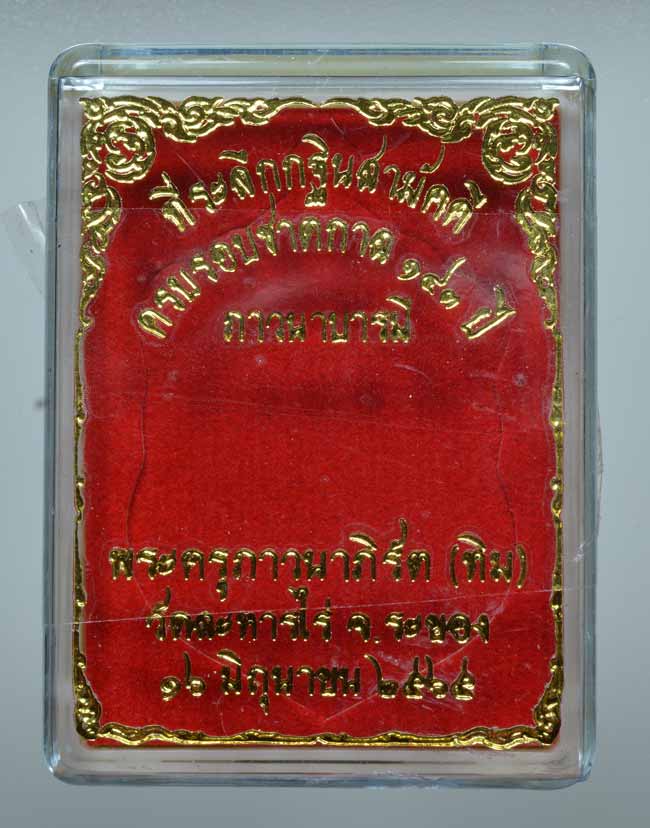 ที่ระลึกกฐินสามัคคี
ครบรอบชาตกาล ๑๔๓ ปี
ภาวนาบารมี
พระครูภาวนาภิรัต (ทิม)
วัดละหารไร่ จ.ระยอง
๑๖ มิถุนายน ๒๕๖๕